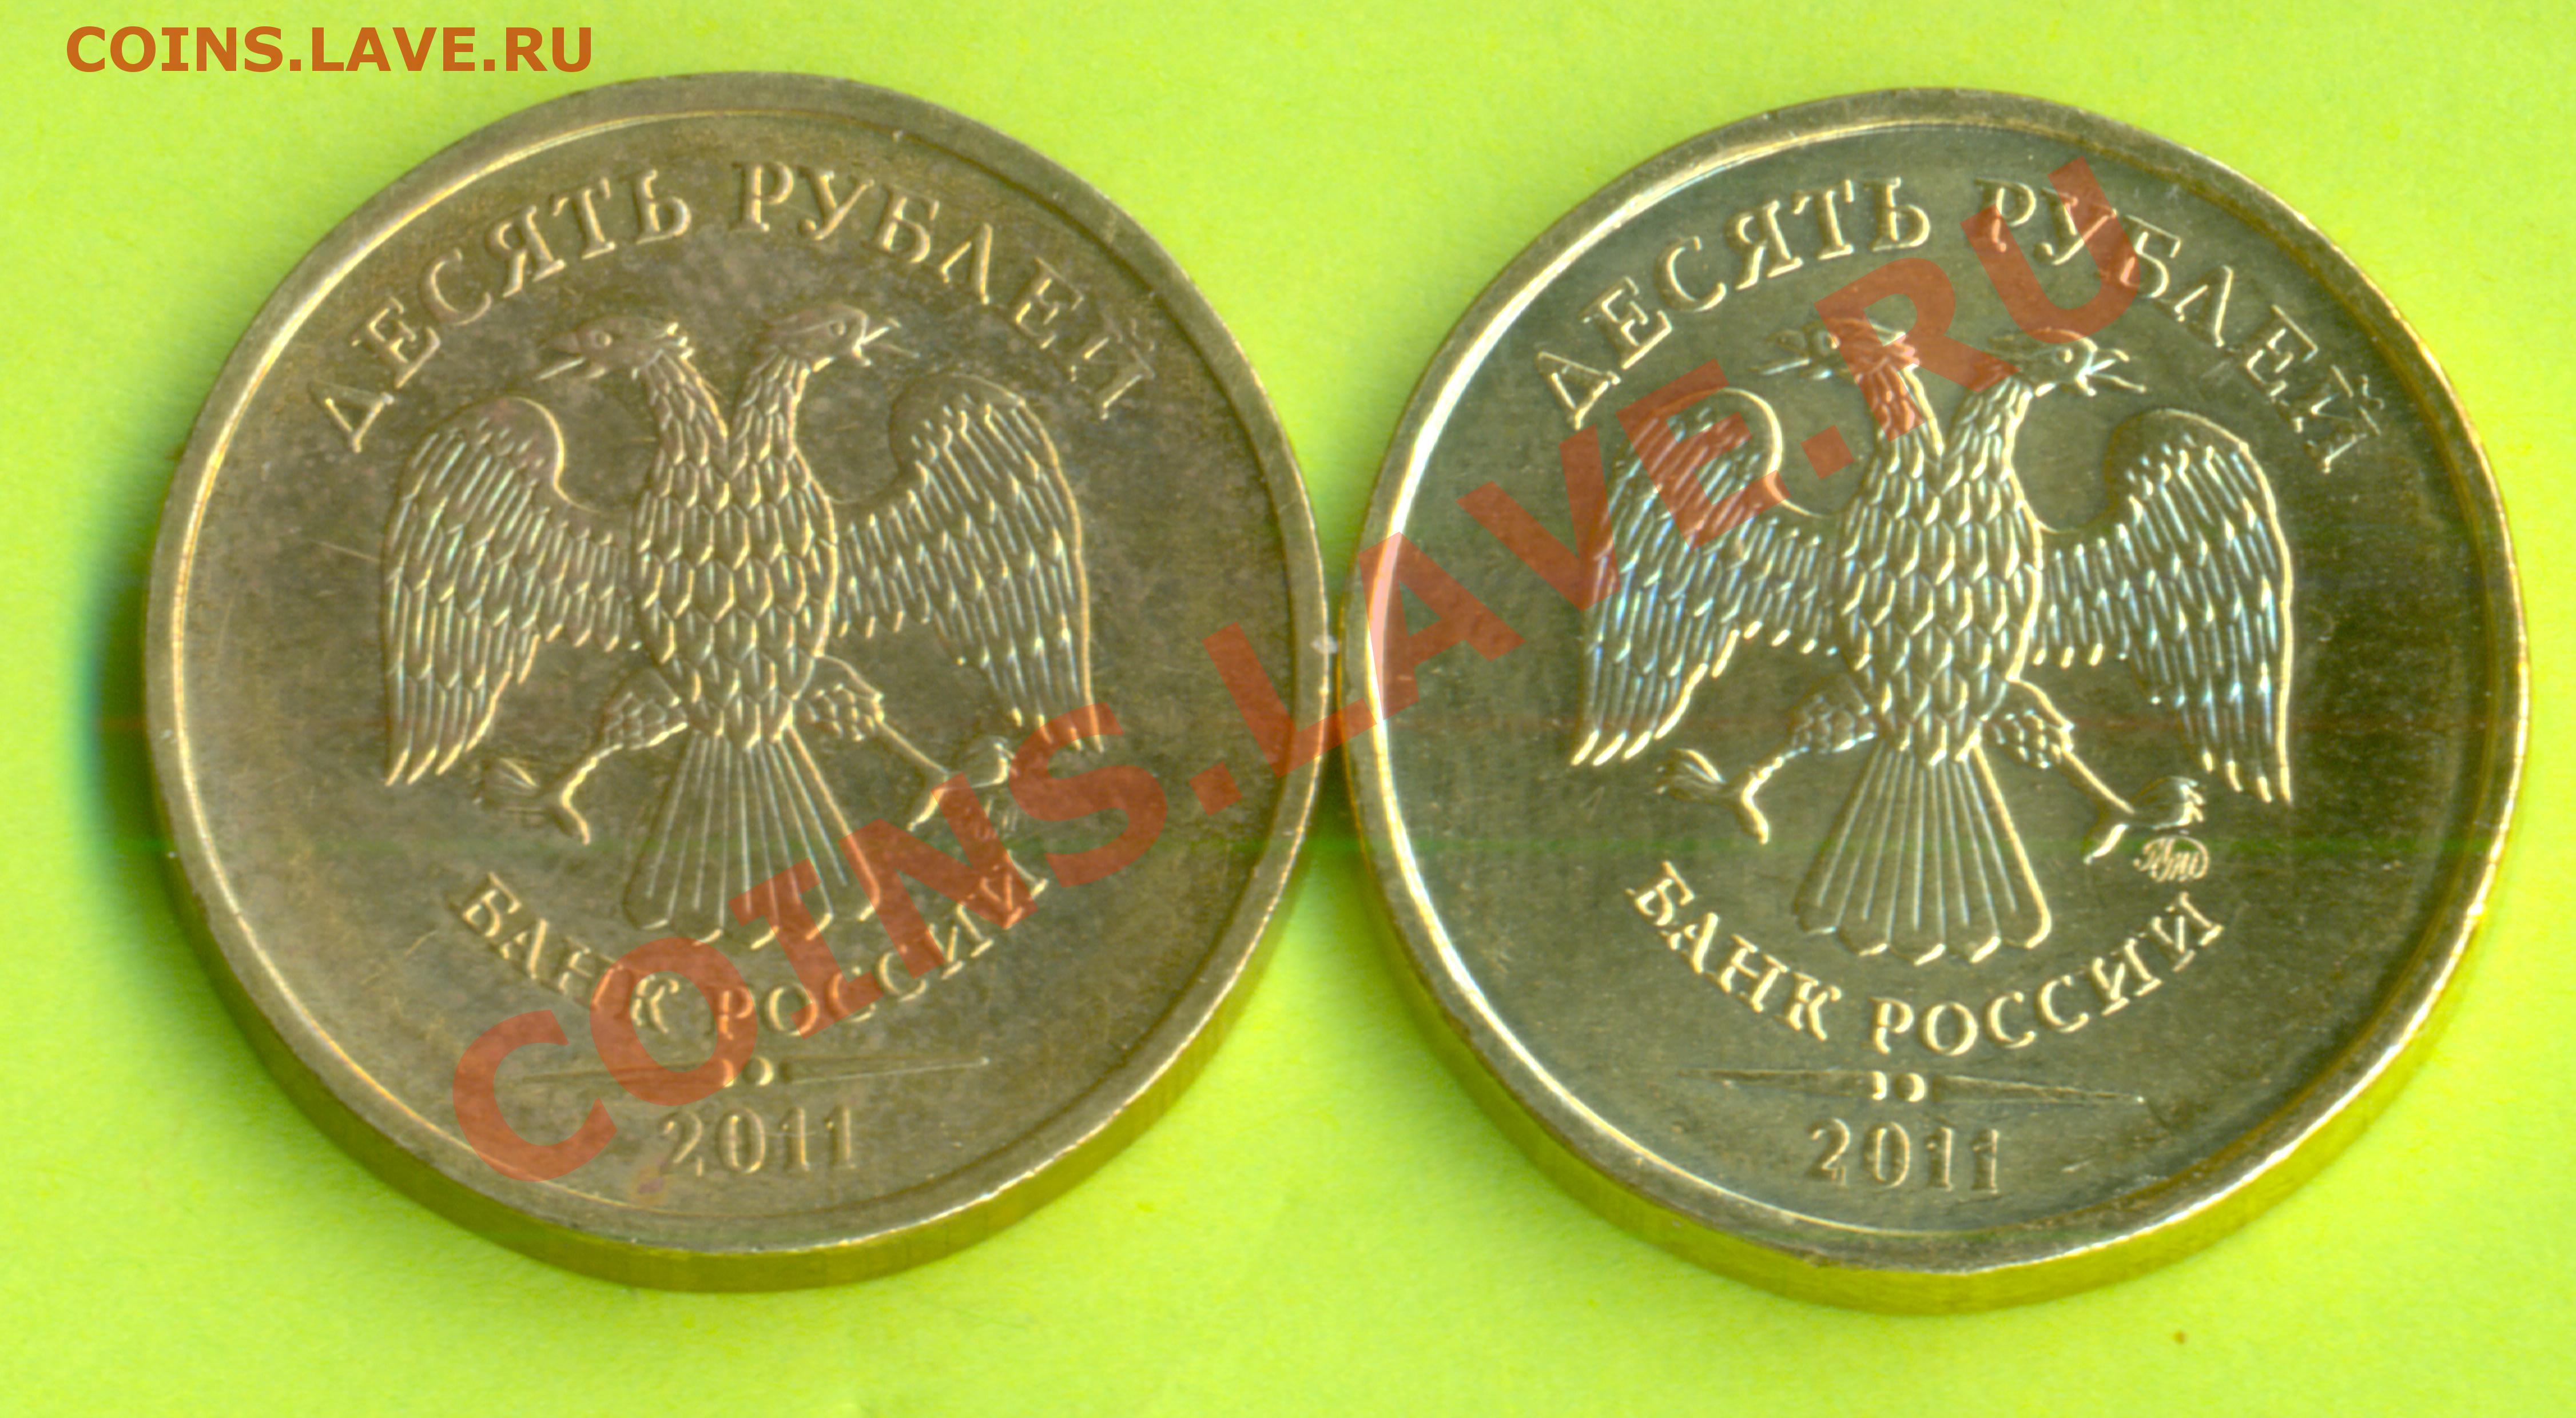 COINS.LAVE.RU
ДЕСЯТЬ РУБЛЕЙ
БАНК РОССИИ
2011
ДЕСЯТЬ РУБЛЕЙ
БАНК РОССИИ
2011
COINS.LAVE.RU